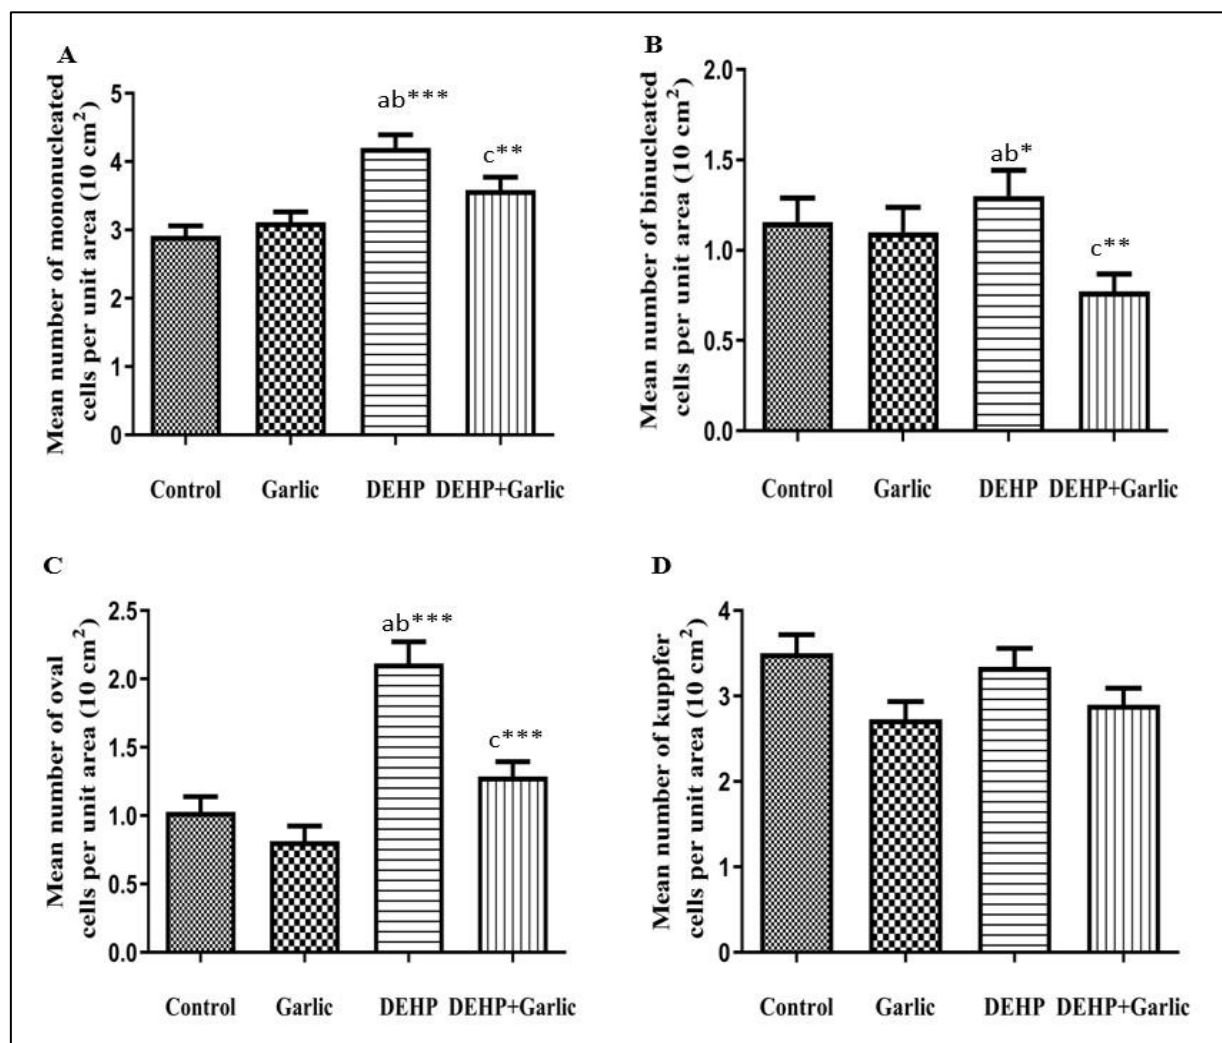 A
Mean number of mononucleated
cells per unit area (10 cm²)
5
4
3
2
1
0
ab***
c**
Control Garlic DEHP DEHP+Garlic
B
Mean number of binucleated
cells per unit area (10 cm²)
2.0
1.5
1.0
0.5
0.0
ab*
c**
Control Garlic DEHP DEHP+Garlic
C
Mean number of oval
cells per unit area (10 cm²)
2.5
2.0
1.5
1.0
0.5
0.0
ab***
c***
Control Garlic DEHP DEHP+Garlic
D
Mean number of kuppfer
cells per unit area (10 cm²)
4
3
2
1
0
Control Garlic DEHP DEHP+Garlic